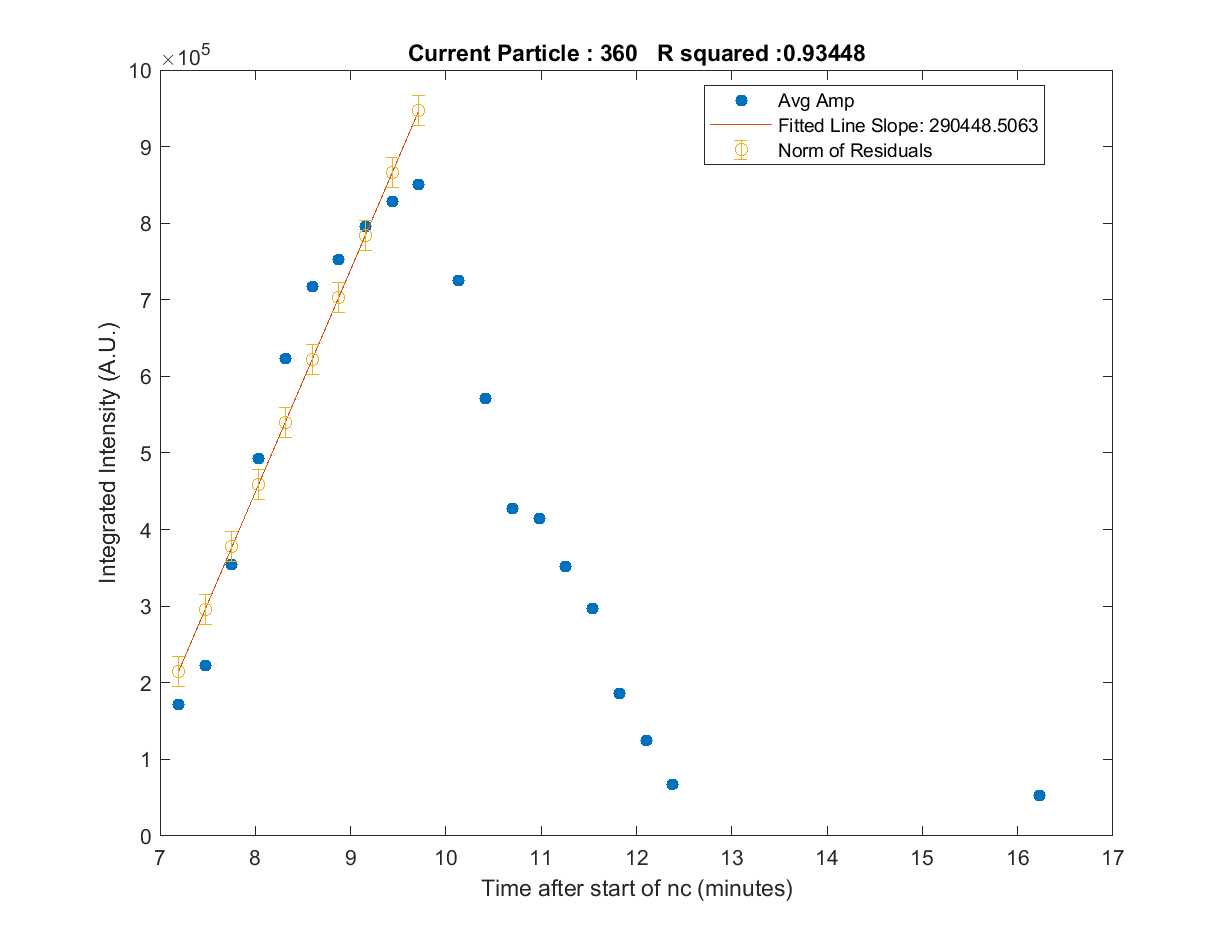 Current Particle : 360   R squared :0.93448
×10^5
Avg Amp
Fitted Line Slope: 290448.5063
Norm of Residuals
10
9
8
7
6
5
4
3
2
1
0
Integrated Intensity (A.U.)
7 8 9 10 11 12 13 14 15 16 17
Time after start of nc (minutes)